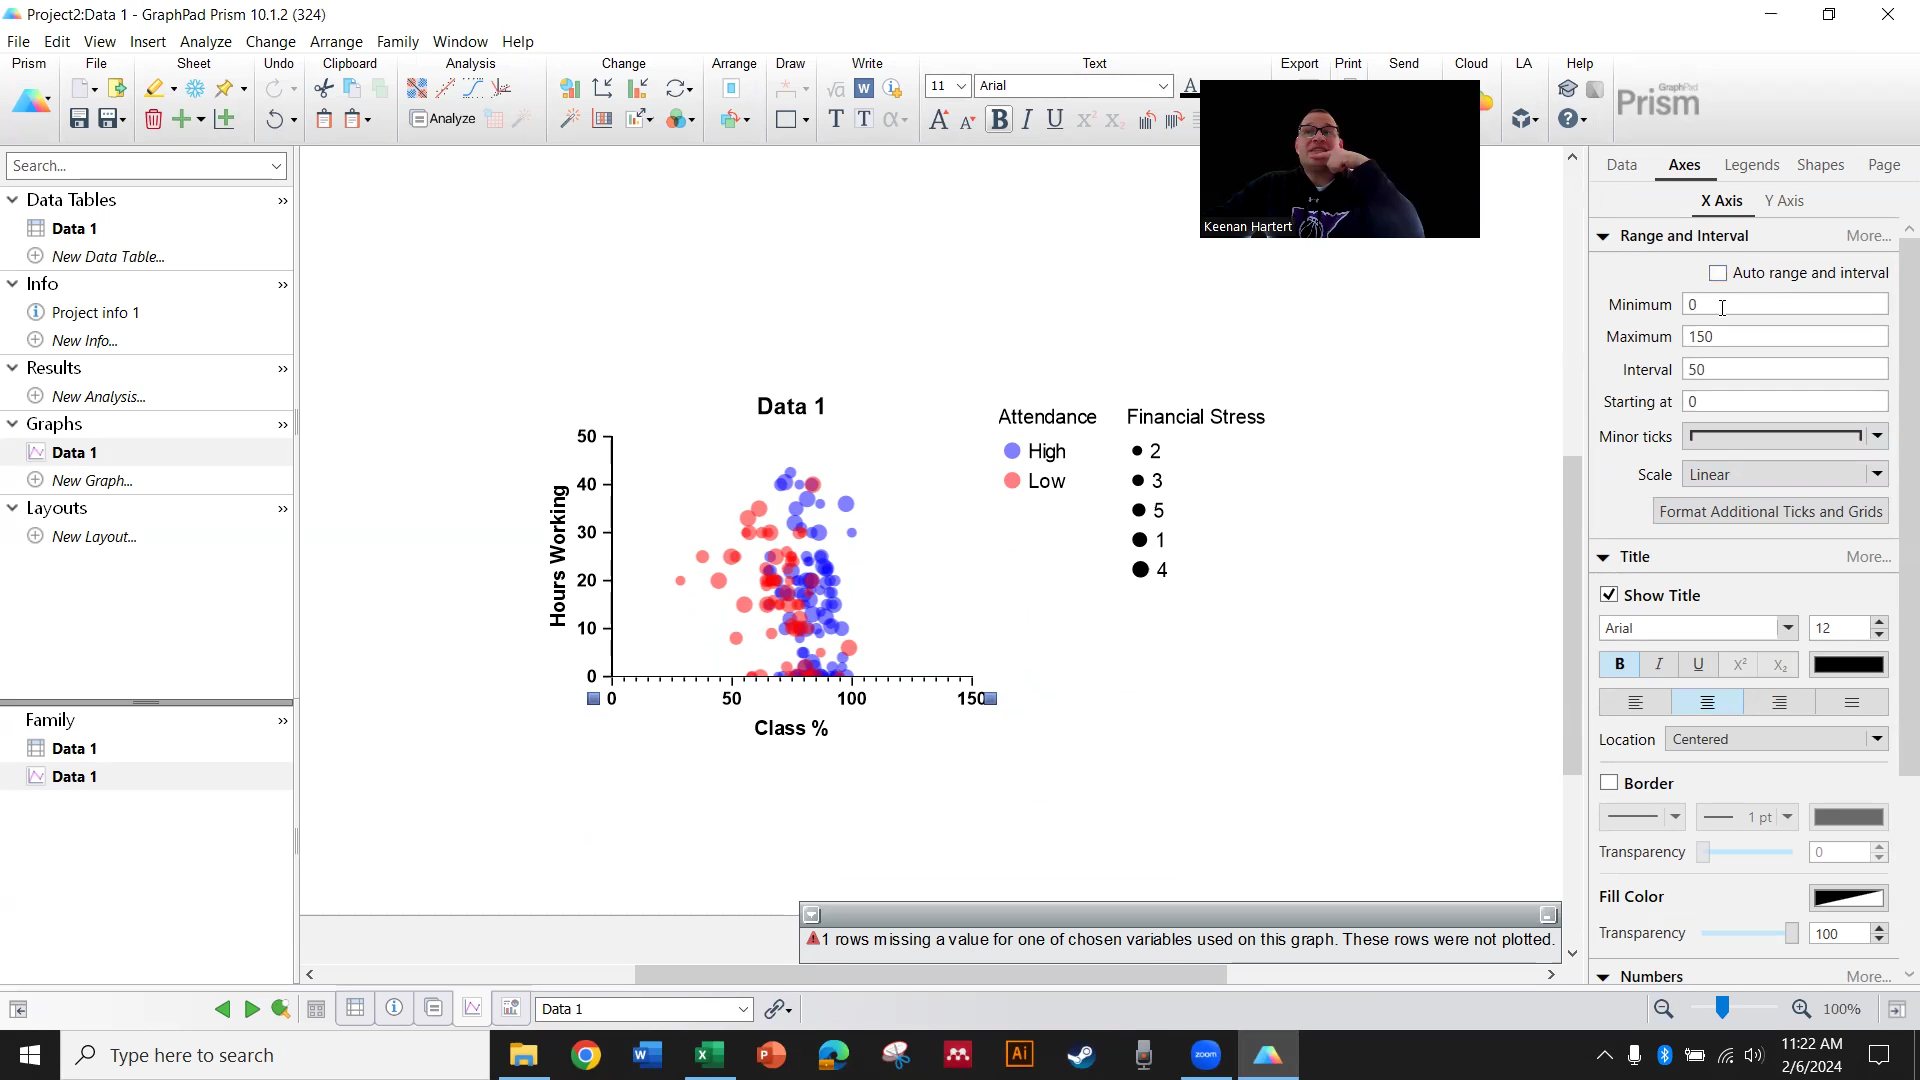 Project2:Data 1 - GraphPad Prism 10.1.2 (324)
File Edit View Insert Analyze Change Arrange Family Window Help
Prism File Sheet Undo Clipboard Analysis Change Arrange Draw Write Text Export Print Send Cloud LA Help
11 Arial
Analyze
GraphPad
Prism
Keenan Hartert
Search...
Data Tables
Data 1
New Data Table...
Info
Project info 1
New Info...
Results
New Analysis...
Graphs
Data 1
New Graph...
Layouts
New Layout...
Family
Data 1
Data 1
Data 1
Hours Working
50
40
30
20
10
0
0 50 100 150
Class %
Attendance
High
Low
Financial Stress
2
3
5
1
4
1 rows missing a value for one of chosen variables used on this graph. These rows were not plotted.
Data Axes Legends Shapes Page
X Axis Y Axis
Range and Interval More...
Auto range and interval
Minimum 0
Maximum 150
Interval 50
Starting at 0
Minor ticks
Scale Linear
Format Additional Ticks and Grids
Title More...
Show Title
Arial 12
B I U X² X₂
Location Centered
Border
1 pt
Transparency 0
Fill Color
Transparency 100
Numbers More...
Data 1
100%
Type here to search
zoom
11:22 AM
2/6/2024